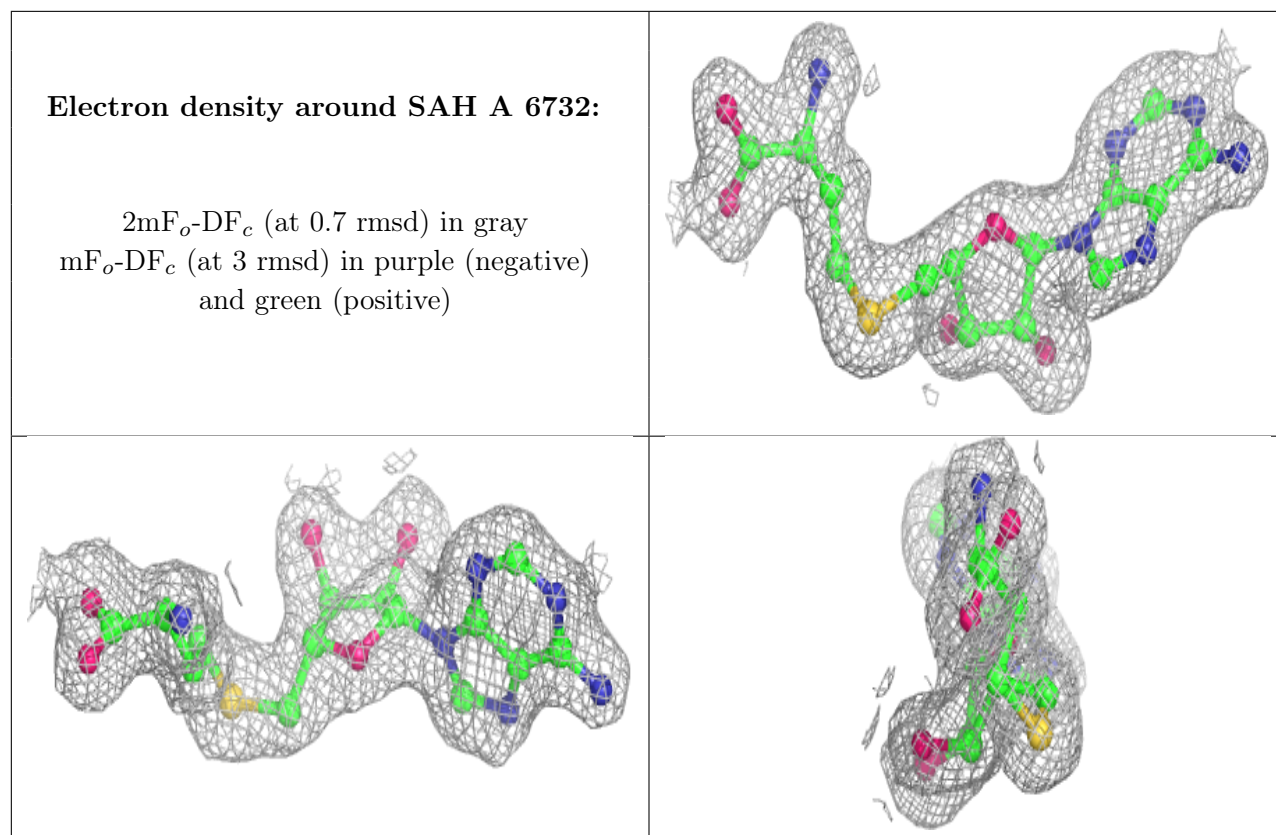 Electron density around SAH A 6732:
2mFo-DFc (at 0.7 rmsd) in gray
mFo-DFc (at 3 rmsd) in purple (negative)
and green (positive)